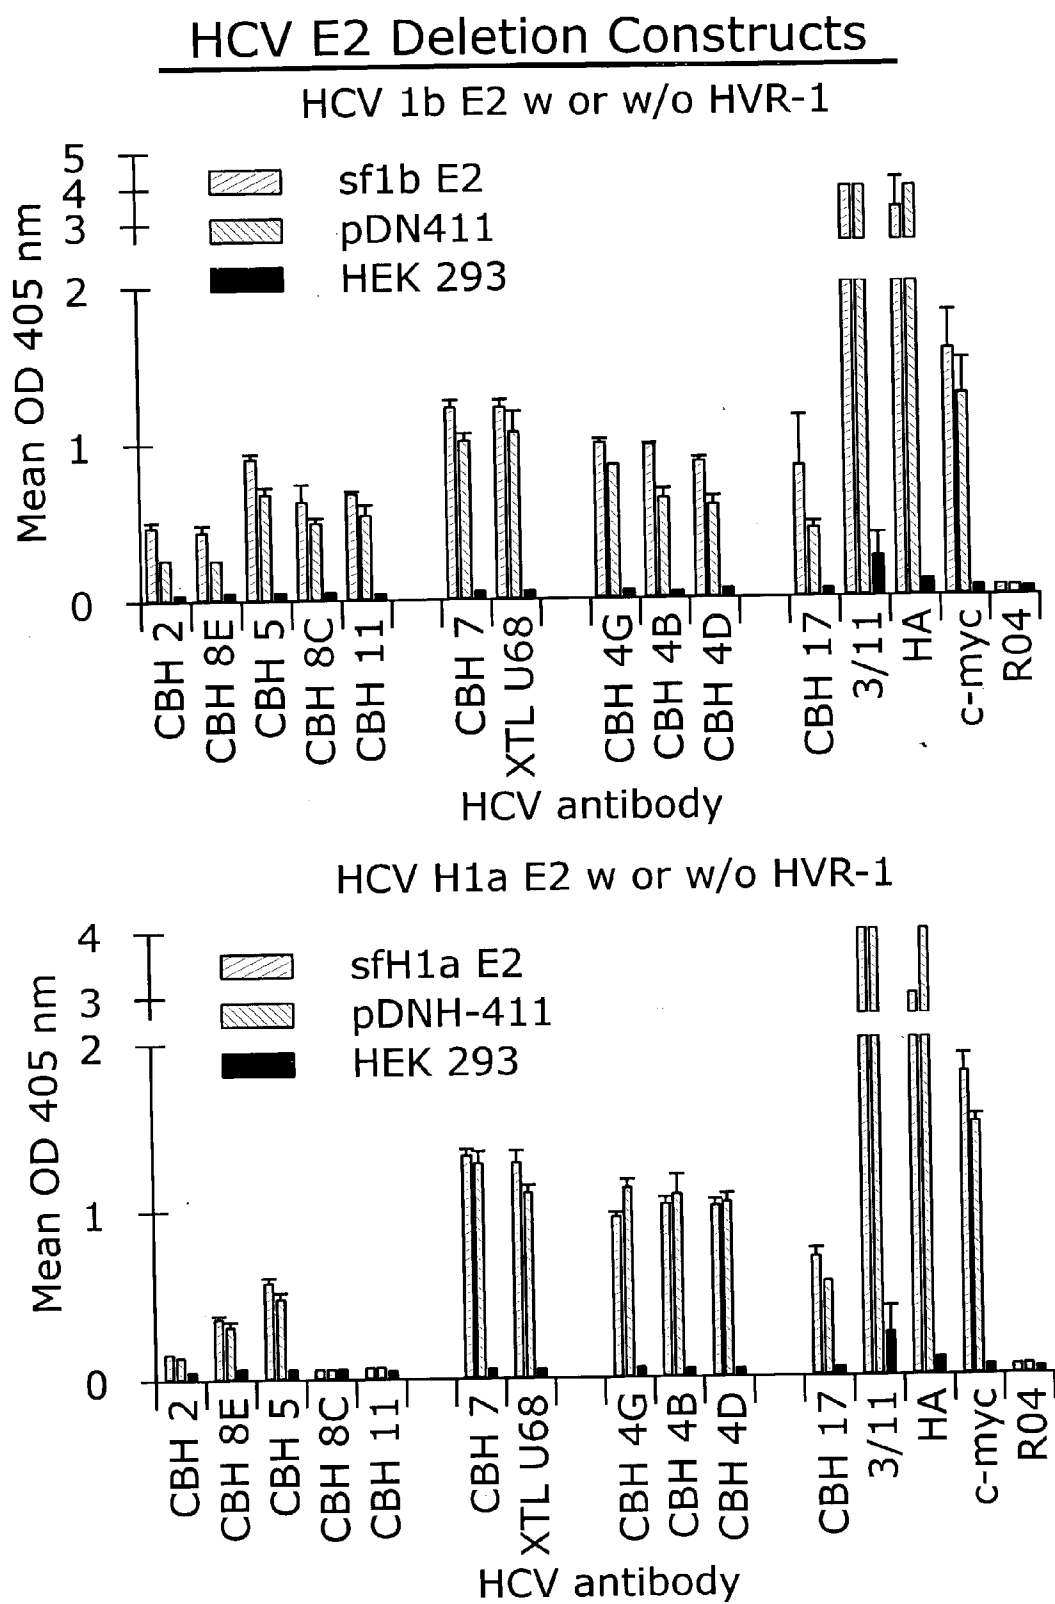 HCV E2 Deletion Constructs
HCV 1b E2 w or w/o HVR-1
5
4
3
2
1
0
Mean OD 405 nm
sf1b E2
pDN411
HEK 293
CBH 2
CBH 8E
CBH 5
CBH 8C
CBH 11
CBH 7
XTL U68
CBH 4G
CBH 4B
CBH 4D
CBH 17
3/11
HA
c-myc
R04
HCV antibody
HCV H1a E2 w or w/o HVR-1
4
3
2
1
0
Mean OD 405 nm
sfH1a E2
pDNH-411
HEK 293
CBH 2
CBH 8E
CBH 5
CBH 8C
CBH 11
CBH 7
XTL U68
CBH 4G
CBH 4B
CBH 4D
CBH 17
3/11
HA
c-myc
R04
HCV antibody